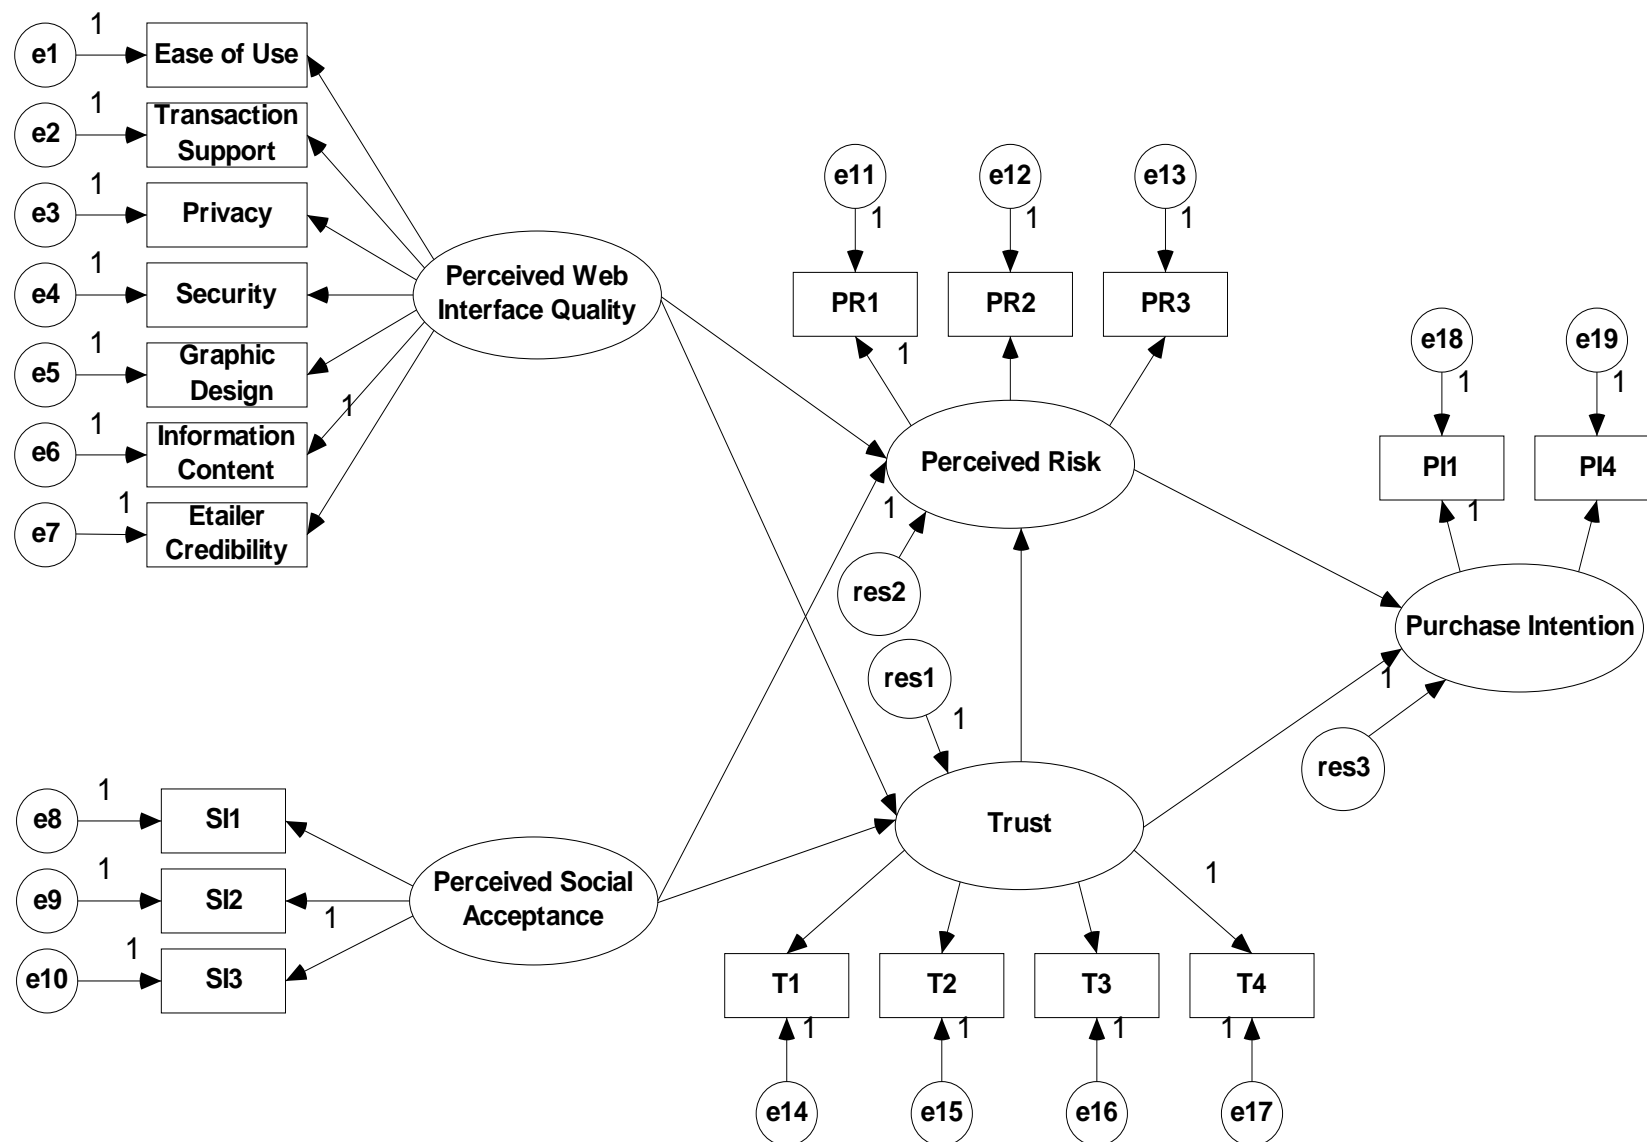 1
e1
Ease of Use
1
e2
Transaction
Support
1
e3
Privacy
1
e4
Security
1
e5
Graphic
Design
1
e6
Information
Content
1
1
e7
Etailer
Credibility
Perceived Web
Interface Quality
e11
1
e12
1
e13
1
PR1
PR2
PR3
1
Perceived Risk
1
res2
res1
1
e18
1
e19
1
PI1
PI4
1
Purchase Intention
1
res3
1
e8
SI1
1
e9
SI2
1
1
e10
SI3
Perceived Social
Acceptance
Trust
1
T1
T2
T3
T4
1
1
1
1
e14
e15
e16
e17